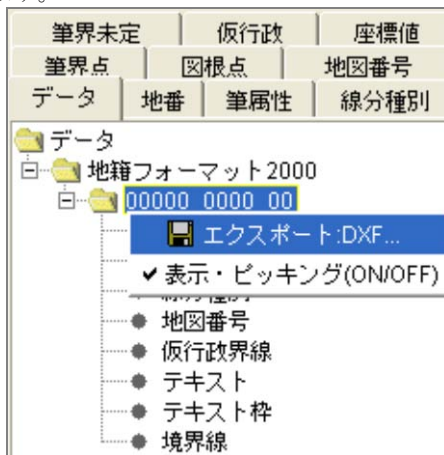 す。
筆界未定 仮行政 座標値
筆界点 図根点 地図番号
データ 地番 筆属性 線分種別
データ
地籍フォーマット2000
00000 0000 00
エクスポート:DXF...
表示・ピッキング(ON/OFF)
地図番号
仮行政界線
テキスト
テキスト枠
境界線